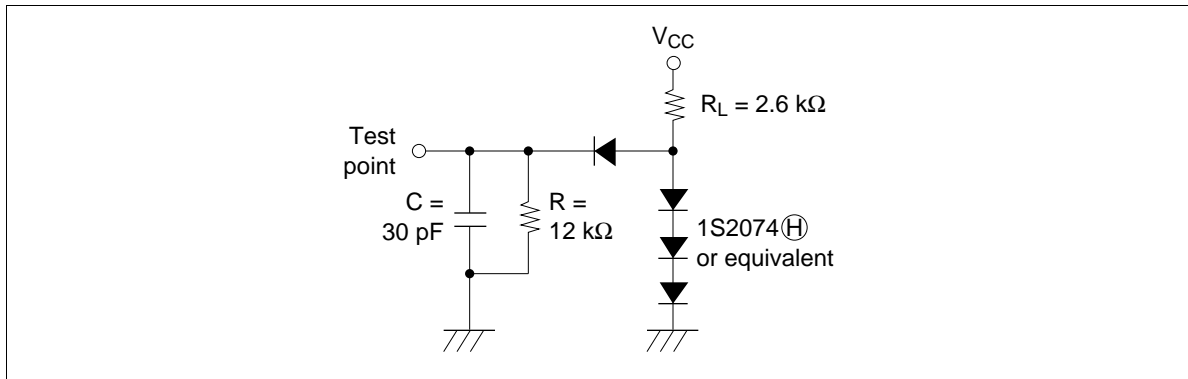 VCC
RL = 2.6 kΩ
Test
point
C =
30 pF
R =
12 kΩ
1S2074Ⓗ
or equivalent